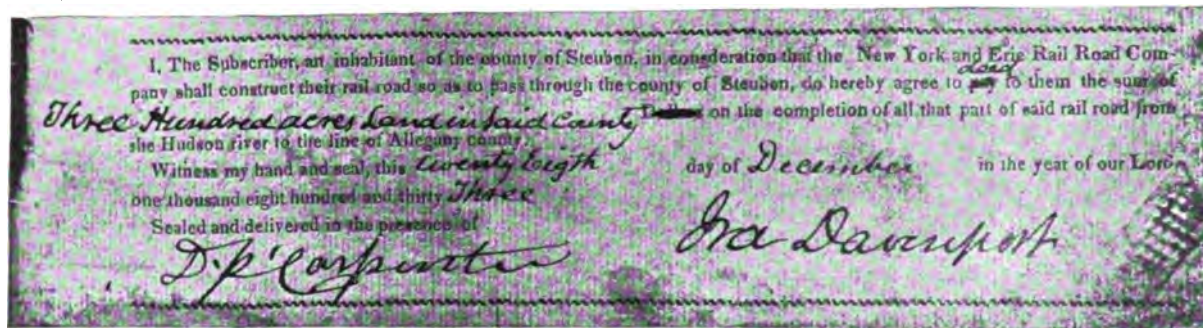 I, The Subscriber, an inhabitant of the county of Steuben, in consideration that the New York and Erie Rail Road Com-
deed
pany shall construct their rail road so as to pass through the county of Steuben, do hereby agree to to them the sum of
Three Hundred acres Land in Said County on the completion of all that part of said rail road from
the Hudson river to the line of Allegany county.
Witness my hand and seal, this twenty Eigth day of December in the year of our Lord
one thousand eight hundred and thirty Three
Sealed and delivered in the presence of
D. P. Carpenter
Ira Davenport